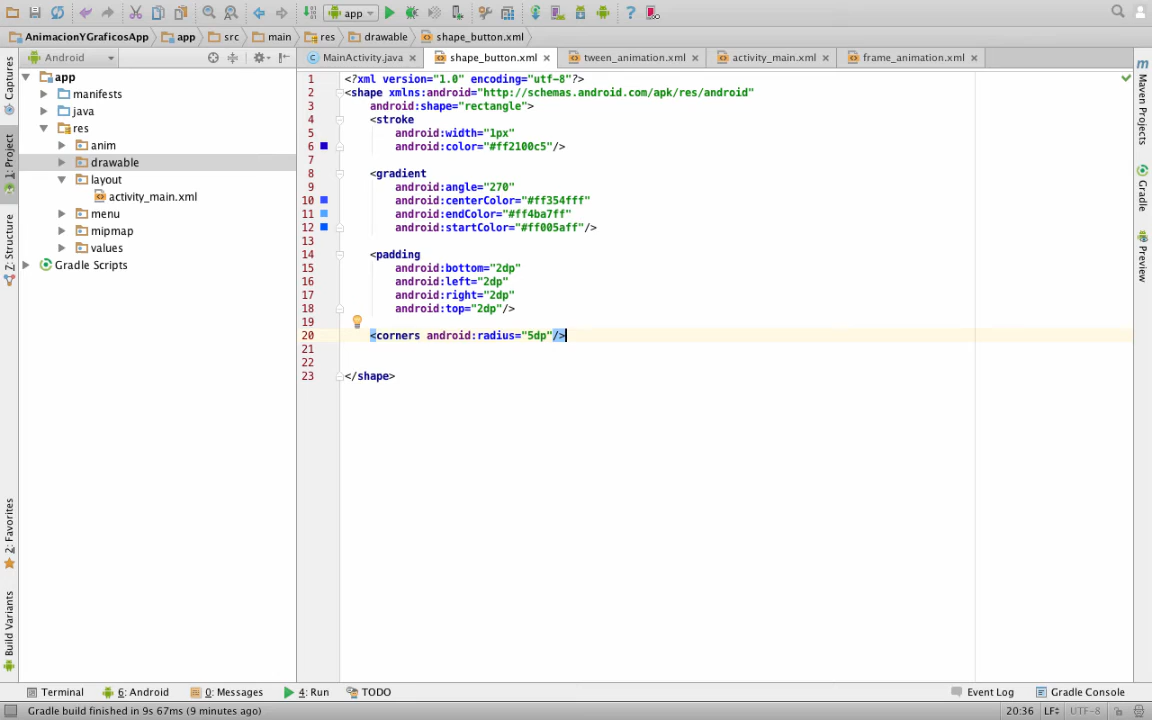 app
AnimacionYGraficosApp app src main res drawable shape_button.xml
Android
MainActivity.java shape_button.xml tween_animation.xml activity_main.xml frame_animation.xml
Captures
1: Project
Z: Structure
2: Favorites
Build Variants
app
manifests
java
res
anim
drawable
layout
activity_main.xml
menu
mipmap
values
Gradle Scripts
1 <?xml version="1.0" encoding="utf-8"?>
2 <shape xmlns:android="http://schemas.android.com/apk/res/android"
3 android:shape="rectangle">
4 <stroke
5 android:width="1px"
6 android:color="#ff2100c5"/>
7
8 <gradient
9 android:angle="270"
10 android:centerColor="#ff354fff"
11 android:endColor="#ff4ba7ff"
12 android:startColor="#ff005aff"/>
13
14 <padding
15 android:bottom="2dp"
16 android:left="2dp"
17 android:right="2dp"
18 android:top="2dp"/>
19
20 <corners android:radius="5dp"/>
21
22
23 </shape>
m
Maven Projects
Gradle
Preview
Terminal 6: Android 0: Messages 4: Run TODO Event Log Gradle Console
Gradle build finished in 9s 67ms (9 minutes ago) 20:36 LF÷ UTF-8